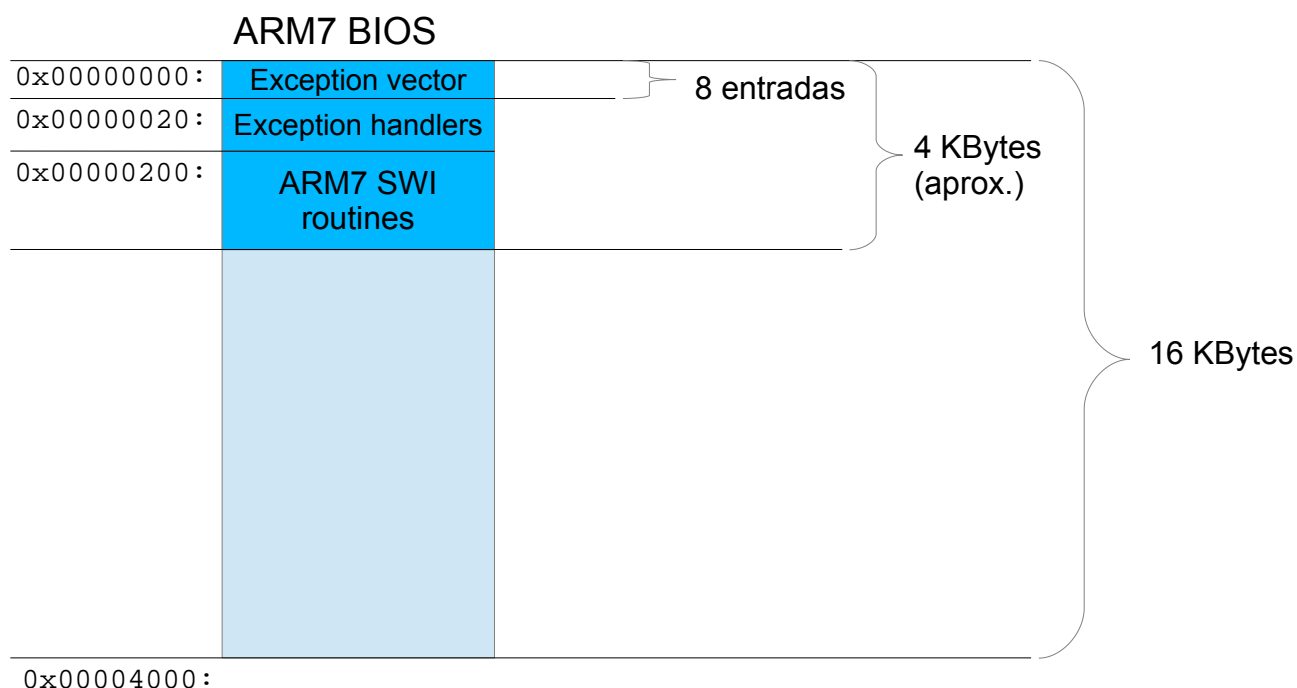 ARM7 BIOS
0x00000000:
Exception vector
8 entradas
0x00000020:
Exception handlers
4 KBytes
(aprox.)
0x00000200:
ARM7 SWI
routines
16 KBytes
0x00004000: